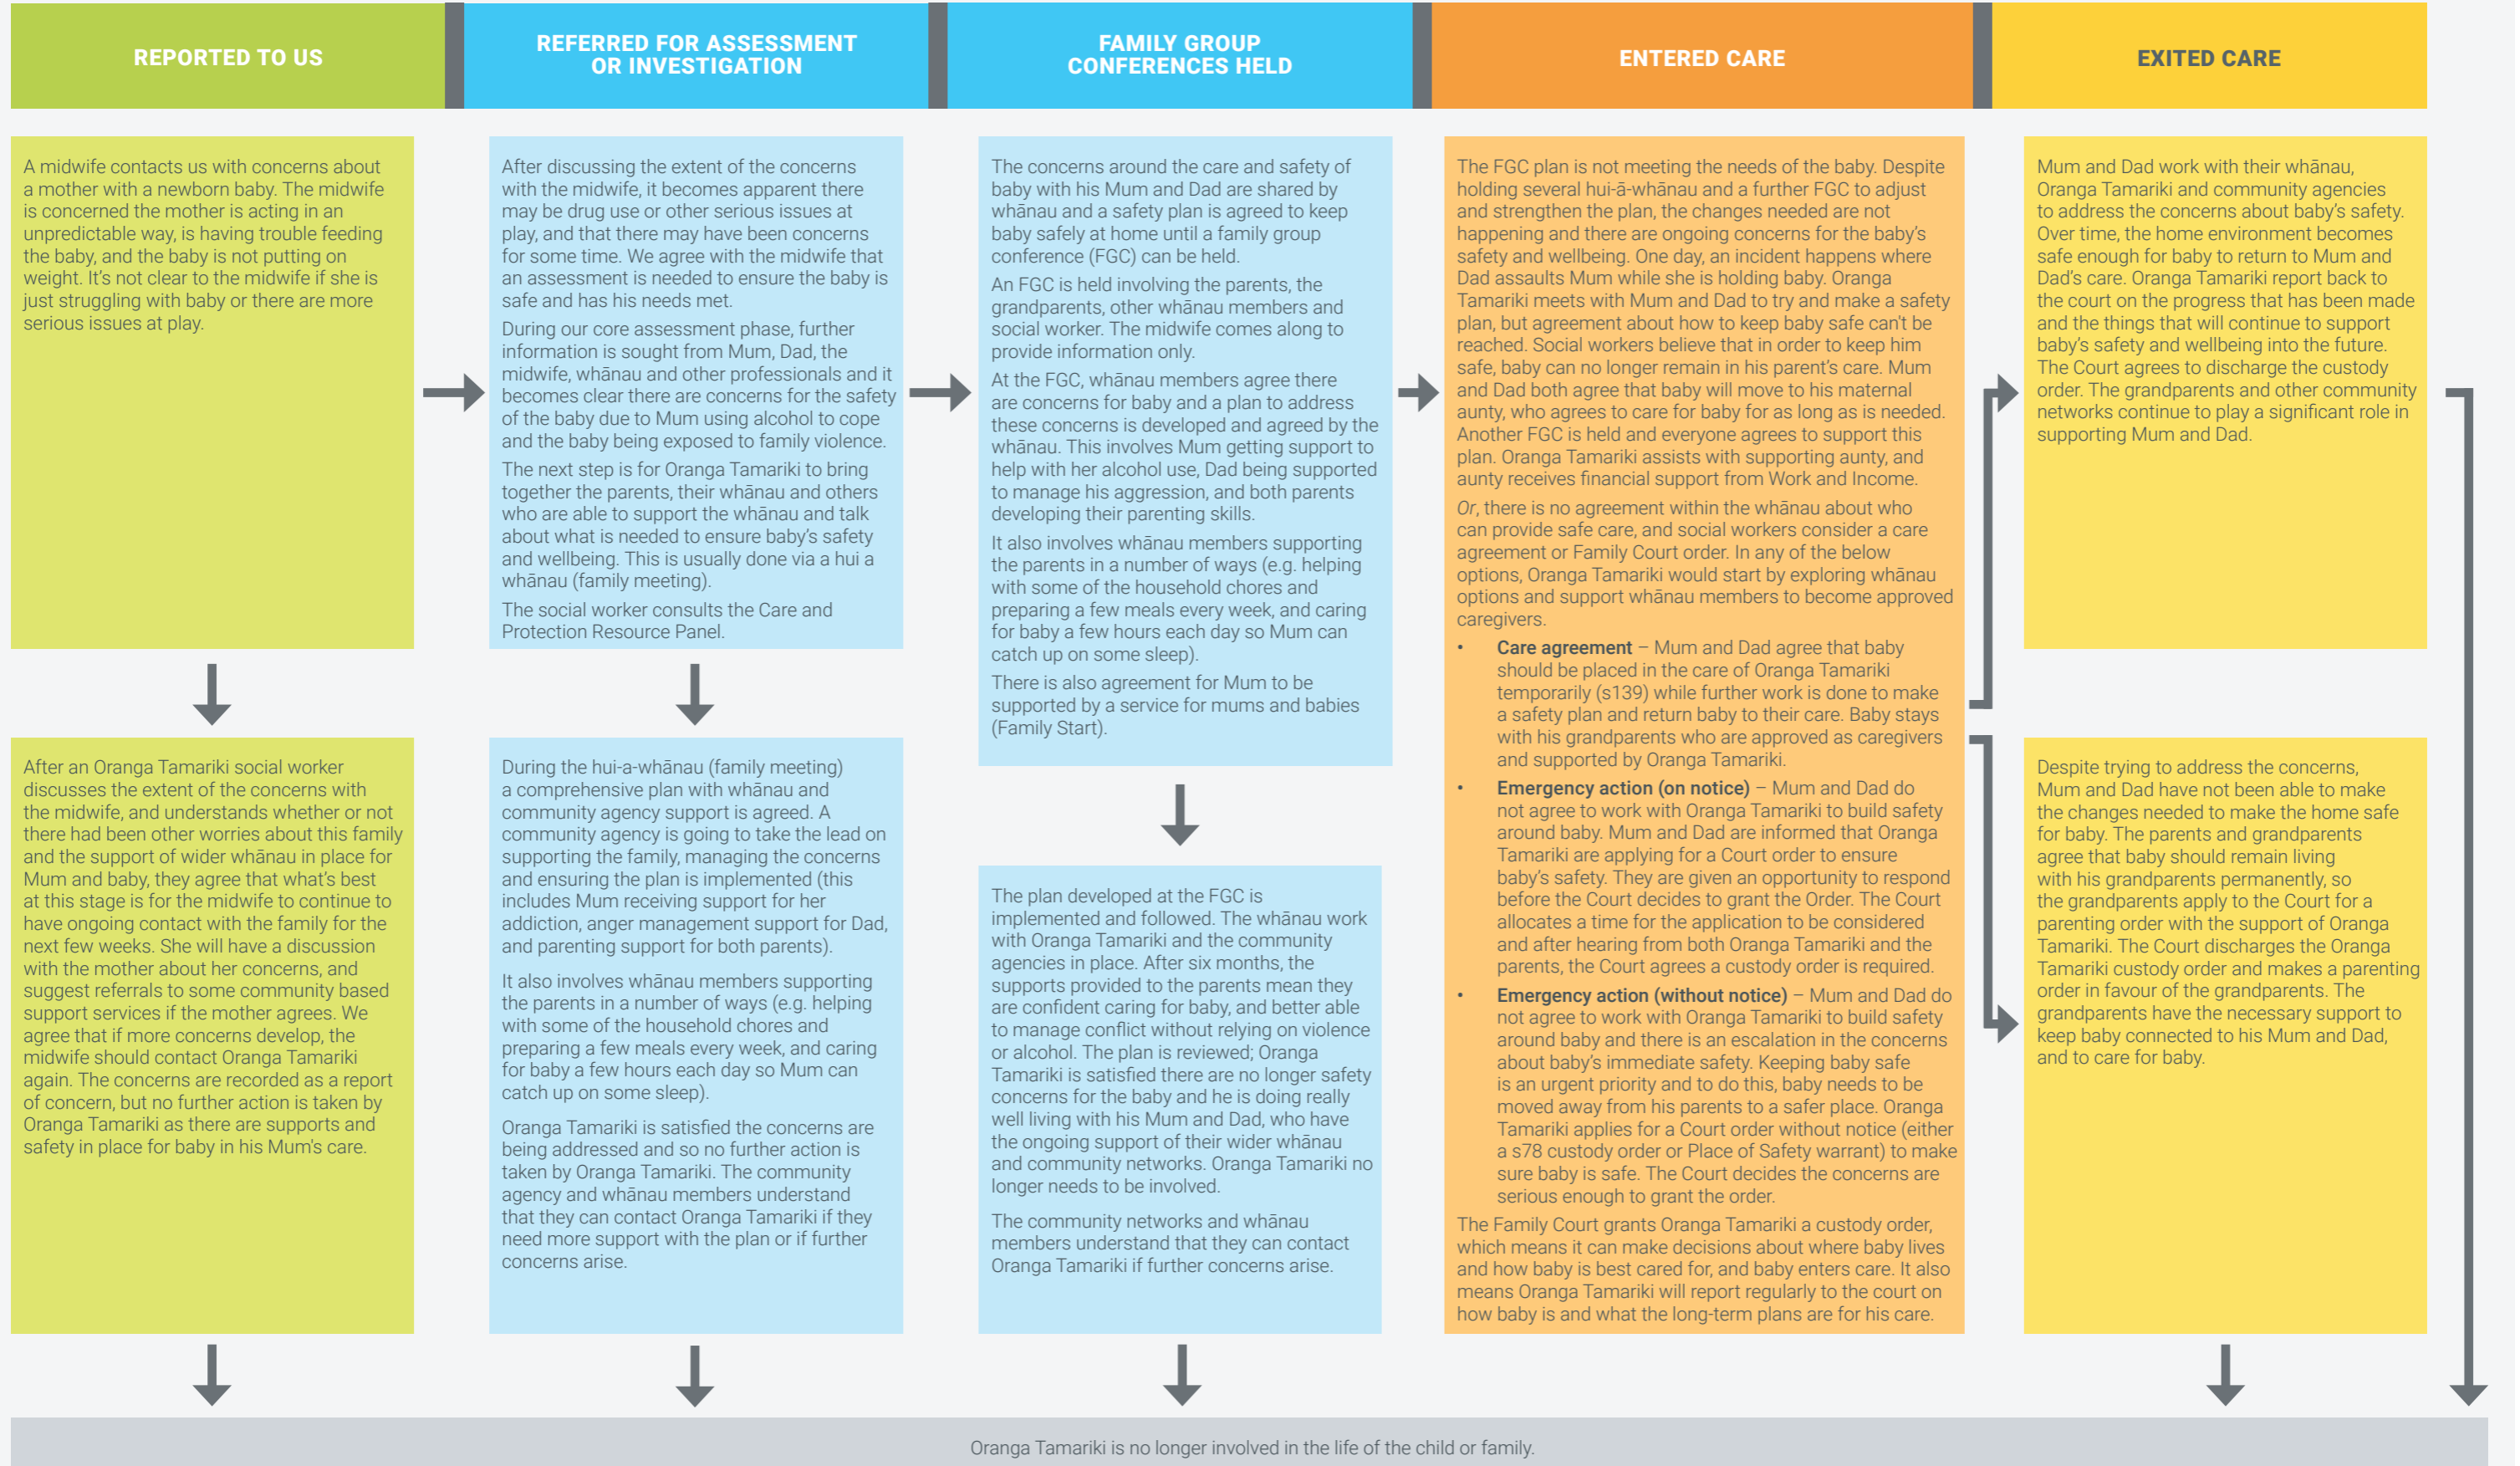 REPORTED TO US
REFERRED FOR ASSESSMENT
OR INVESTIGATION
FAMILY GROUP
CONFERENCES HELD
ENTERED CARE
EXITED CARE
A midwife contacts us with concerns about
a mother with a newborn baby. The midwife
is concerned the mother is acting in an
unpredictable way, is having trouble feeding
the baby, and the baby is not putting on
weight. It's not clear to the midwife if she is
just struggling with baby or there are more
serious issues at play.
After an Oranga Tamariki social worker
discusses the extent of the concerns with
the midwife, and understands whether or not
there had been other worries about this family
and the support of wider whānau in place for
Mum and baby, they agree that what's best
at this stage is for the midwife to continue to
have ongoing contact with the family for the
next few weeks. She will have a discussion
with the mother about her concerns, and
suggest referrals to some community based
support services if the mother agrees. We
agree that if more concerns develop, the
midwife should contact Oranga Tamariki
again. The concerns are recorded as a report
of concern, but no further action is taken by
Oranga Tamariki as there are supports and
safety in place for baby in his Mum's care.
After discussing the extent of the concerns
with the midwife, it becomes apparent there
may be drug use or other serious issues at
play, and that there may have been concerns
for some time. We agree with the midwife that
an assessment is needed to ensure the baby is
safe and has his needs met.
During our core assessment phase, further
information is sought from Mum, Dad, the
midwife, whānau and other professionals and it
becomes clear there are concerns for the safety
of the baby due to Mum using alcohol to cope
and the baby being exposed to family violence.
The next step is for Oranga Tamariki to bring
together the parents, their whānau and others
who are able to support the whānau and talk
about what is needed to ensure baby's safety
and wellbeing. This is usually done via a hui a
whānau (family meeting).
The social worker consults the Care and
Protection Resource Panel.
During the hui-a-whānau (family meeting)
a comprehensive plan with whānau and
community agency support is agreed. A
community agency is going to take the lead on
supporting the family, managing the concerns
and ensuring the plan is implemented (this
includes Mum receiving support for her
addiction, anger management support for Dad,
and parenting support for both parents).
It also involves whānau members supporting
the parents in a number of ways (e.g. helping
with some of the household chores and
preparing a few meals every week, and caring
for baby a few hours each day so Mum can
catch up on some sleep).
Oranga Tamariki is satisfied the concerns are
being addressed and so no further action is
taken by Oranga Tamariki. The community
agency and whānau members understand
that they can contact Oranga Tamariki if they
need more support with the plan or if further
concerns arise.
The concerns around the care and safety of
baby with his Mum and Dad are shared by
whānau and a safety plan is agreed to keep
baby safely at home until a family group
conference (FGC) can be held.
An FGC is held involving the parents, the
grandparents, other whānau members and
social worker. The midwife comes along to
provide information only.
At the FGC, whānau members agree there
are concerns for baby and a plan to address
these concerns is developed and agreed by the
whānau. This involves Mum getting support to
help with her alcohol use, Dad being supported
to manage his aggression, and both parents
developing their parenting skills.
It also involves whānau members supporting
the parents in a number of ways (e.g. helping
with some of the household chores and
preparing a few meals every week, and caring
for baby a few hours each day so Mum can
catch up on some sleep).
There is also agreement for Mum to be
supported by a service for mums and babies
(Family Start).
The plan developed at the FGC is
implemented and followed. The whānau work
with Oranga Tamariki and the community
agencies in place. After six months, the
supports provided to the parents mean they
are confident caring for baby, and better able
to manage conflict without relying on violence
or alcohol. The plan is reviewed; Oranga
Tamariki is satisfied there are no longer safety
concerns for the baby and he is doing really
well living with his Mum and Dad, who have
the ongoing support of their wider whānau
and community networks. Oranga Tamariki no
longer needs to be involved.
The community networks and whānau
members understand that they can contact
Oranga Tamariki if further concerns arise.
The FGC plan is not meeting the needs of the baby. Despite
holding several hui-ā-whānau and a further FGC to adjust
and strengthen the plan, the changes needed are not
happening and there are ongoing concerns for the baby's
safety and wellbeing. One day, an incident happens where
Dad assaults Mum while she is holding baby. Oranga
Tamariki meets with Mum and Dad to try and make a safety
plan, but agreement about how to keep baby safe can't be
reached. Social workers believe that in order to keep him
safe, baby can no longer remain in his parent's care. Mum
and Dad both agree that baby will move to his maternal
aunty, who agrees to care for baby for as long as is needed.
Another FGC is held and everyone agrees to support this
plan. Oranga Tamariki assists with supporting aunty, and
aunty receives financial support from Work and Income.
Or, there is no agreement within the whānau about who
can provide safe care, and social workers consider a care
agreement or Family Court order. In any of the below
options, Oranga Tamariki would start by exploring whānau
options and support whānau members to become approved
caregivers.
• Care agreement – Mum and Dad agree that baby
should be placed in the care of Oranga Tamariki
temporarily (s139) while further work is done to make
a safety plan and return baby to their care. Baby stays
with his grandparents who are approved as caregivers
and supported by Oranga Tamariki.
• Emergency action (on notice) – Mum and Dad do
not agree to work with Oranga Tamariki to build safety
around baby. Mum and Dad are informed that Oranga
Tamariki are applying for a Court order to ensure
baby's safety. They are given an opportunity to respond
before the Court decides to grant the Order. The Court
allocates a time for the application to be considered
and after hearing from both Oranga Tamariki and the
parents, the Court agrees a custody order is required.
• Emergency action (without notice) – Mum and Dad do
not agree to work with Oranga Tamariki to build safety
around baby and there is an escalation in the concerns
about baby's immediate safety. Keeping baby safe
is an urgent priority and to do this, baby needs to be
moved away from his parents to a safer place. Oranga
Tamariki applies for a Court order without notice (either
a s78 custody order or Place of Safety warrant) to make
sure baby is safe. The Court decides the concerns are
serious enough to grant the order.
The Family Court grants Oranga Tamariki a custody order,
which means it can make decisions about where baby lives
and how baby is best cared for, and baby enters care. It also
means Oranga Tamariki will report regularly to the court on
how baby is and what the long-term plans are for his care.
Mum and Dad work with their whānau,
Oranga Tamariki and community agencies
to address the concerns about baby's safety.
Over time, the home environment becomes
safe enough for baby to return to Mum and
Dad's care. Oranga Tamariki report back to
the court on the progress that has been made
and the things that will continue to support
baby's safety and wellbeing into the future.
The Court agrees to discharge the custody
order. The grandparents and other community
networks continue to play a significant role in
supporting Mum and Dad.
Despite trying to address the concerns,
Mum and Dad have not been able to make
the changes needed to make the home safe
for baby. The parents and grandparents
agree that baby should remain living
with his grandparents permanently, so
the grandparents apply to the Court for a
parenting order with the support of Oranga
Tamariki. The Court discharges the Oranga
Tamariki custody order and makes a parenting
order in favour of the grandparents. The
grandparents have the necessary support to
keep baby connected to his Mum and Dad,
and to care for baby.
Oranga Tamariki is no longer involved in the life of the child or family.